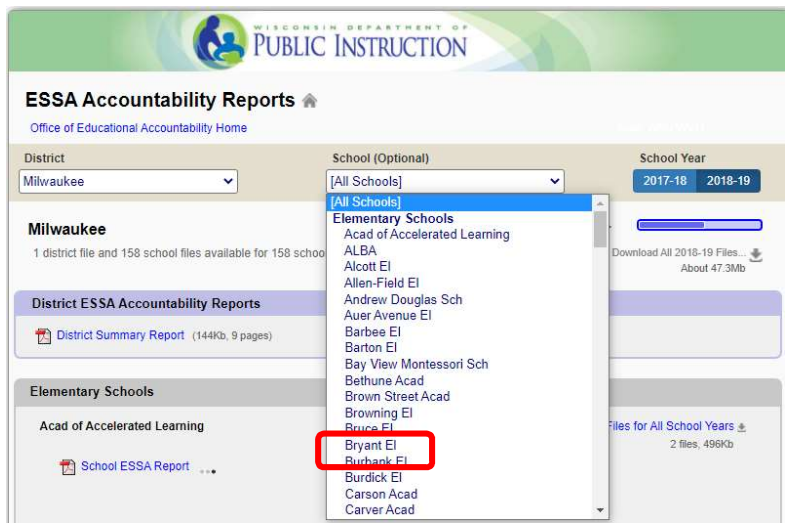 WISCONSIN DEPARTMENT OF
PUBLIC INSTRUCTION
ESSA Accountability Reports
Office of Educational Accountability Home
District
School (Optional)
School Year
Milwaukee
[All Schools]
2017-18 2018-19
[All Schools]
Elementary Schools
Acad of Accelerated Learning
ALBA
Alcott El
Allen-Field El
Andrew Douglas Sch
Auer Avenue El
Barbee El
Barton El
Bay View Montessori Sch
Bethune Acad
Brown Street Acad
Browning El
Bruce El
Bryant El
Burbank El
Burdick El
Carson Acad
Carver Acad
Milwaukee
1 district file and 158 school files available for 158
Download All 2018-19 Files...
About 47.3Mb
District ESSA Accountability Reports
District Summary Report (144Kb, 9 pages)
Elementary Schools
Acad of Accelerated Learning
Files for All School Years
2 files, 496Kb
School ESSA Report